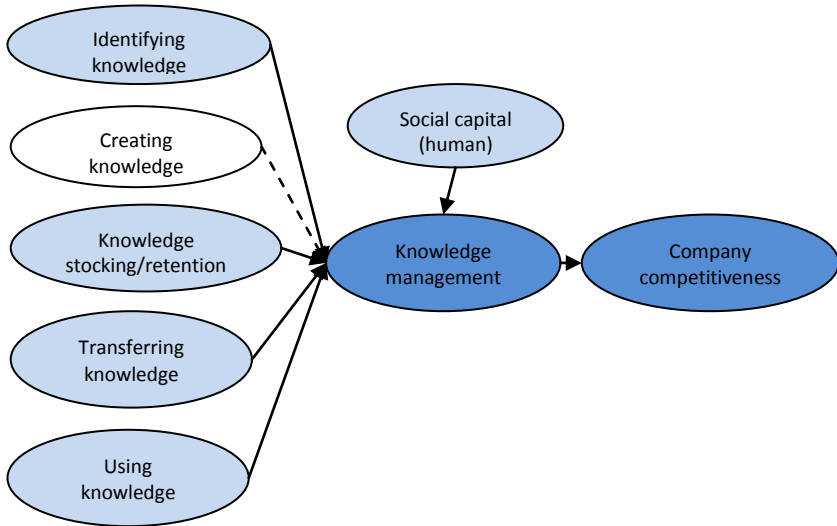 Identifying
knowledge
Creating
knowledge
Knowledge
stocking/retention
Transferring
knowledge
Using
knowledge
Social capital
(human)
Knowledge
management
Company
competitiveness